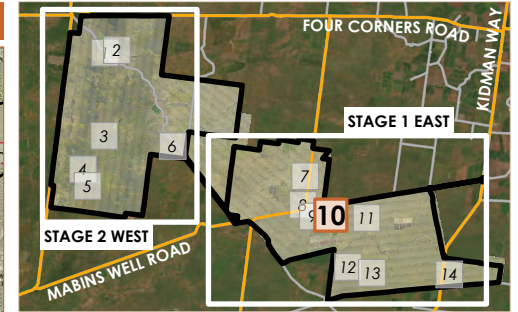 FOUR CORNERS ROAD
KIDMAN WAY
2
STAGE 1 EAST
3
6
4
5
7
8
9
10
11
STAGE 2 WEST
MABINS WELL ROAD
12
13
14